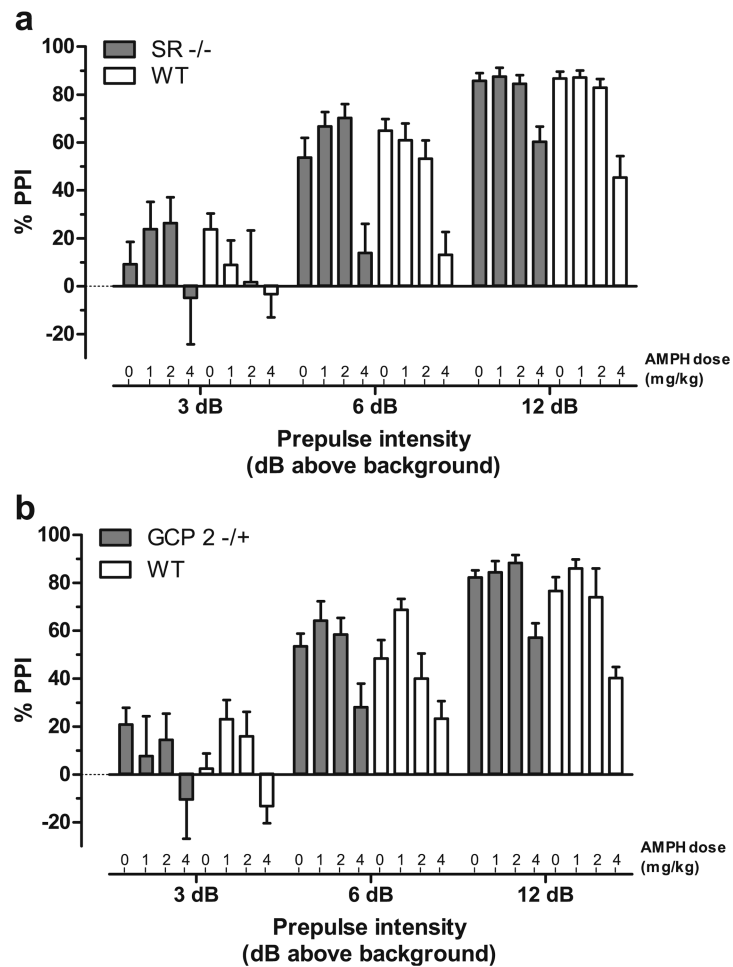 a
SR -/-
WT
100
80
60
40
20
0
-20
% PPI
0 1 2 4 0 1 2 4 0 1 2 4 0 1 2 4 0 1 2 4 0 1 2 4
AMPH dose
(mg/kg)
3 dB 6 dB 12 dB
Prepulse intensity
(dB above background)
b
GCP 2 -/+
WT
100
80
60
40
20
0
-20
% PPI
0 1 2 4 0 1 2 4 0 1 2 4 0 1 2 4 0 1 2 4 0 1 2 4
AMPH dose
(mg/kg)
3 dB 6 dB 12 dB
Prepulse intensity
(dB above background)